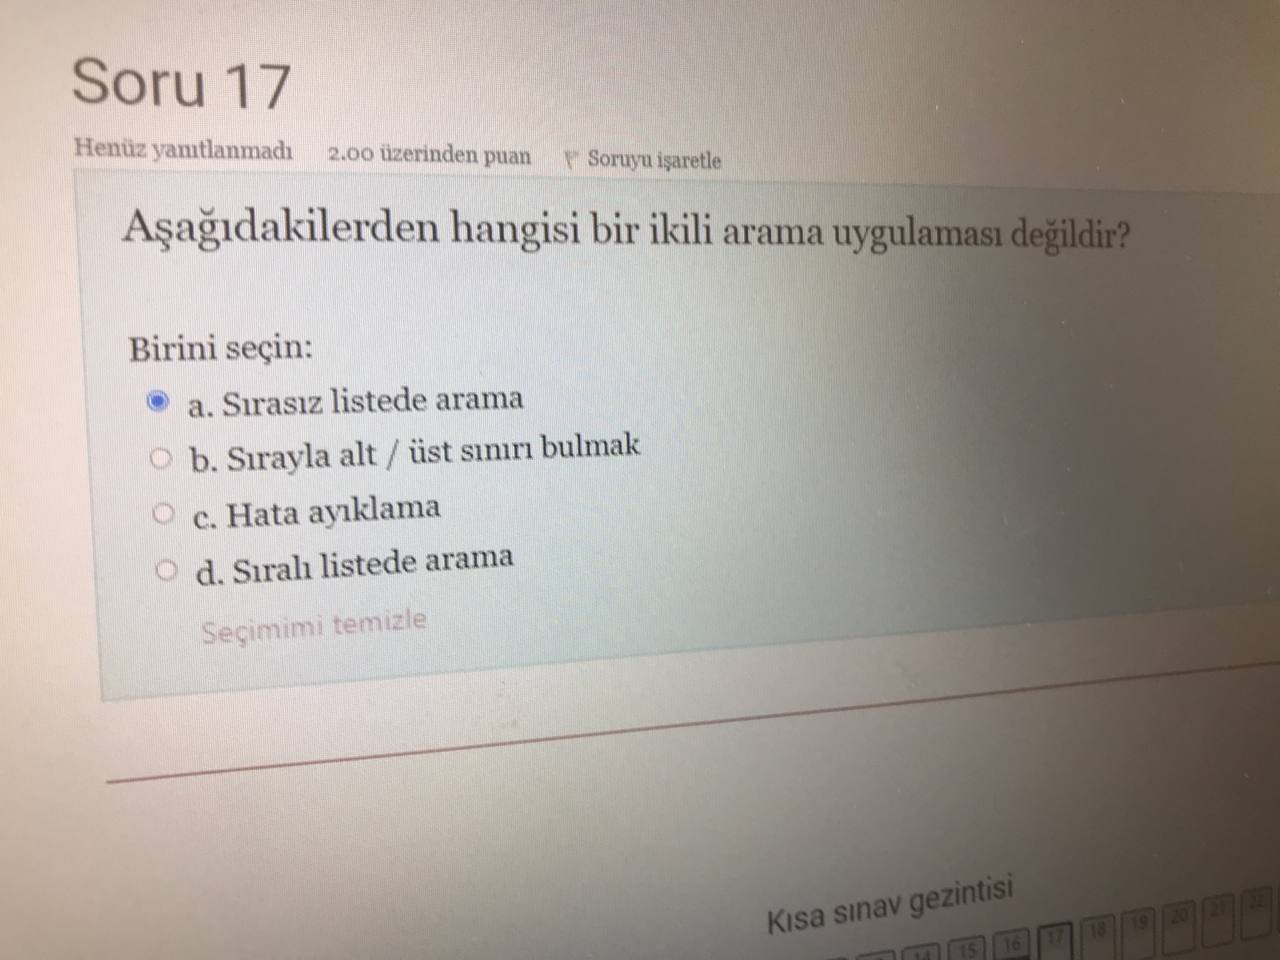 Soru 17
Henüz yanıtlanmadı 2.00 üzerinden puan Soruyu işaretle
Aşağıdakilerden hangisi bir ikili arama uygulaması değildir?
Birini seçin:
a. Sırasız listede arama
b. Sırayla alt / üst sınırı bulmak
c. Hata ayıklama
d. Sıralı listede arama
Seçimimi temizle
Kısa sınav gezintisi
14 15 16 17 18 19 20 21 22